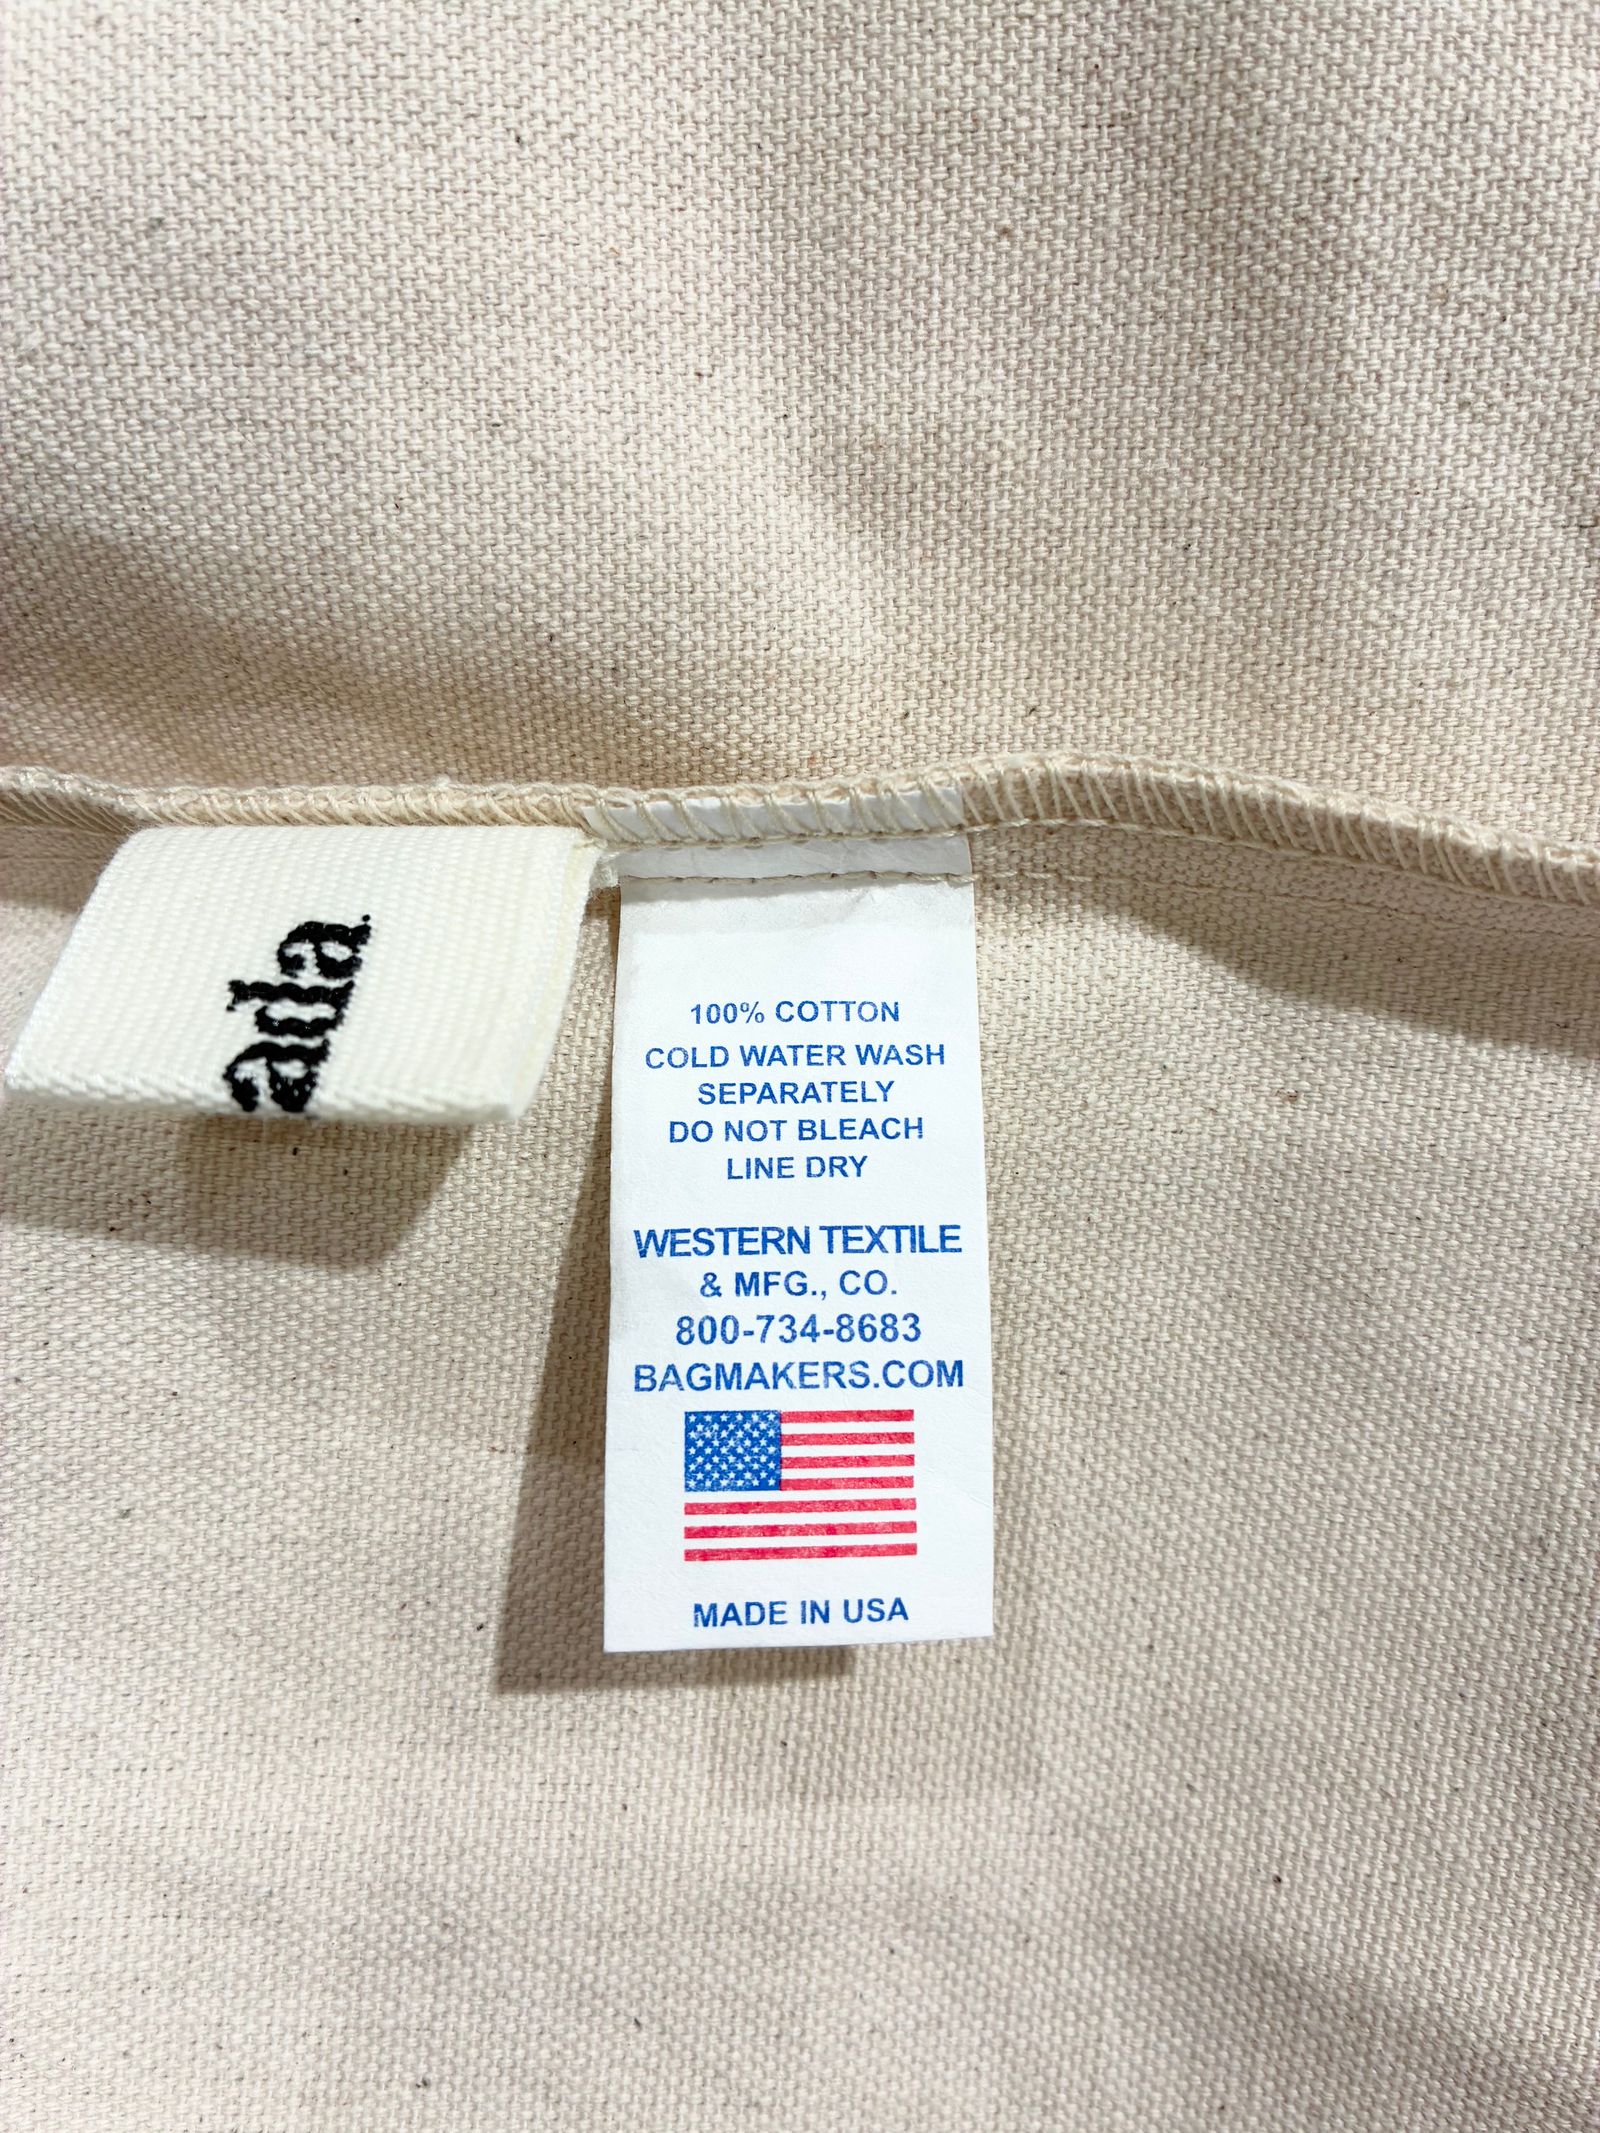 ada
100% COTTON
COLD WATER WASH
SEPARATELY
DO NOT BLEACH
LINE DRY
WESTERN TEXTILE
& MFG., CO.
800-734-8683
BAGMAKERS.COM
MADE IN USA